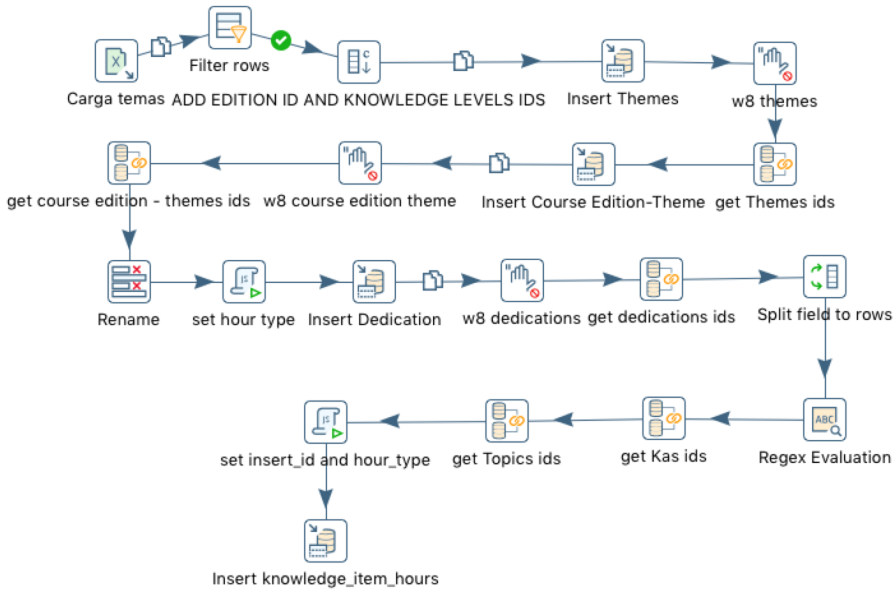 Carga temas
Filter rows
ADD EDITION ID AND KNOWLEDGE LEVELS IDS
Insert Themes
w8 themes
get course edition - themes ids
w8 course edition theme
Insert Course Edition-Theme
get Themes ids
Rename
set hour type
Insert Dedication
w8 dedications
get dedications ids
Split field to rows
set insert_id and hour_type
get Topics ids
get Kas ids
Regex Evaluation
ABC
Insert knowledge_item_hours